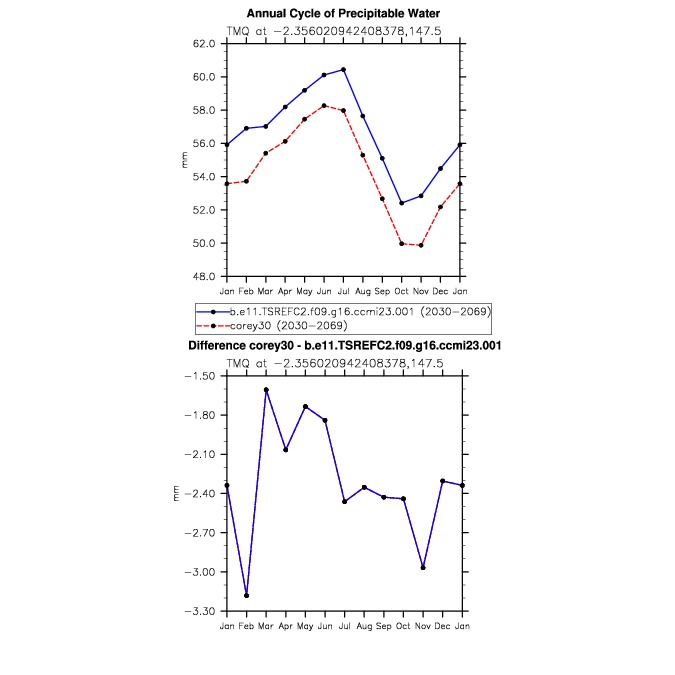 Annual Cycle of Precipitable Water
TMQ at −2.356020942408378,147.5
62.0
60.0
58.0
56.0
54.0
52.0
50.0
48.0
mm
Jan Feb Mar Apr May Jun Jul Aug Sep Oct Nov Dec Jan
b.e11.TSREFC2.f09.g16.ccmi23.001 (2030−2069)
corey30 (2030−2069)
Difference corey30 - b.e11.TSREFC2.f09.g16.ccmi23.001
TMQ at −2.356020942408378,147.5
−1.50
−1.80
−2.10
−2.40
−2.70
−3.00
−3.30
mm
Jan Feb Mar Apr May Jun Jul Aug Sep Oct Nov Dec Jan